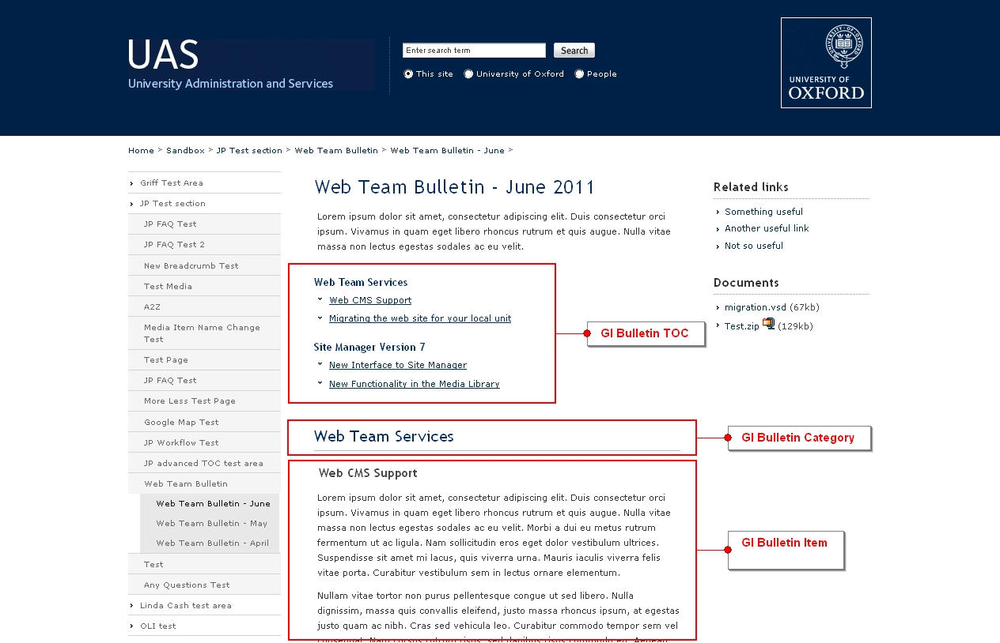 UAS
University Administration and Services
Enter search term
Search
This site
University of Oxford
People
UNIVERSITY OF
OXFORD
Home > Sandbox > JP Test section > Web Team Bulletin > Web Team Bulletin - June >
Griff Test Area
JP Test section
JP FAQ Test
JP FAQ Test 2
New Breadcrumb Test
Test Media
A2Z
Media Item Name Change
Test
Test Page
JP FAQ Test
More Less Test Page
Google Map Test
JP Workflow Test
JP advanced TOC test area
Web Team Bulletin
Web Team Bulletin - June
Web Team Bulletin - May
Web Team Bulletin - April
Test
Any Questions Test
Linda Cash test area
OLI test
Web Team Bulletin - June 2011
Lorem ipsum dolor sit amet, consectetur adipiscing elit. Duis consectetur orci
ipsum. Vivamus in quam eget libero rhoncus rutrum et quis augue. Nulla vitae
massa non lectus egestas sodales ac eu velit.
Web Team Services
Web CMS Support
Migrating the web site for your local unit
Site Manager Version 7
New Interface to Site Manager
New Functionality in the Media Library
GI Bulletin TOC
Web Team Services
GI Bulletin Category
Web CMS Support
Lorem ipsum dolor sit amet, consectetur adipiscing elit. Duis consectetur orci
ipsum. Vivamus in quam eget libero rhoncus rutrum et quis augue. Nulla vitae
massa non lectus egestas sodales ac eu velit. Morbi a dui eu metus rutrum
fermentum ut ac ligula. Nam sollicitudin eros eget dolor vestibulum ultrices.
Suspendisse sit amet mi lacus, quis viverra urna. Mauris iaculis viverra felis
vitae porta. Curabitur vestibulum sem in lectus ornare elementum.
Nullam vitae tortor non purus pellentesque congue ut sed libero. Nulla
dignissim, massa quis convallis eleifend, justo massa rhoncus ipsum, at egestas
justo quam ac nibh. Cras sed vehicula leo. Curabitur commodo tempor sem vel
GI Bulletin Item
Related links
Something useful
Another useful link
Not so useful
Documents
migration.vsd (67kb)
Test.zip (129kb)